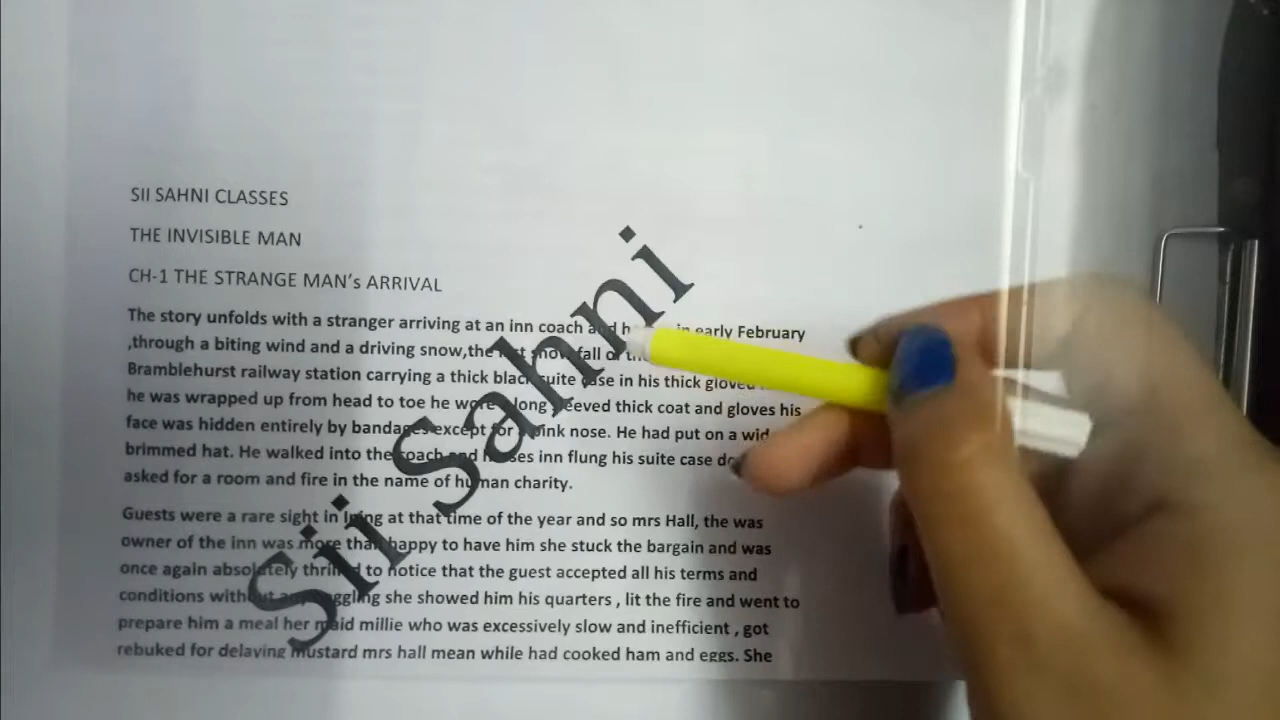 SII SAHNI CLASSES
THE INVISIBLE MAN
CH-1 THE STRANGE MAN's ARRIVAL
The story unfolds with a stranger arriving at an inn coach and in early February
,through a biting wind and a driving snow,the snow fall of
Bramblehurst railway station carrying a thick black suite case in his thick gloved
he was wrapped up from head to toe he wore long sleeved thick coat and gloves his
face was hidden entirely by bandages except for pink nose. He had put on a
brimmed hat. He walked into the coach and horses inn flung his suite case
asked for a room and fire in the name of human charity.
Guests were a rare sight in Iping at that time of the year and so mrs Hall, the was
owner of the inn was more than happy to have him she stuck the bargain and was
once again absolutely thrilled to notice that the guest accepted all his terms and
conditions without any haggling she showed him his quarters , lit the fire and went to
prepare him a meal her maid millie who was excessively slow and inefficient , got
rebuked for delaying mustard mrs hall mean while had cooked ham and eggs. She
Sii Sahni